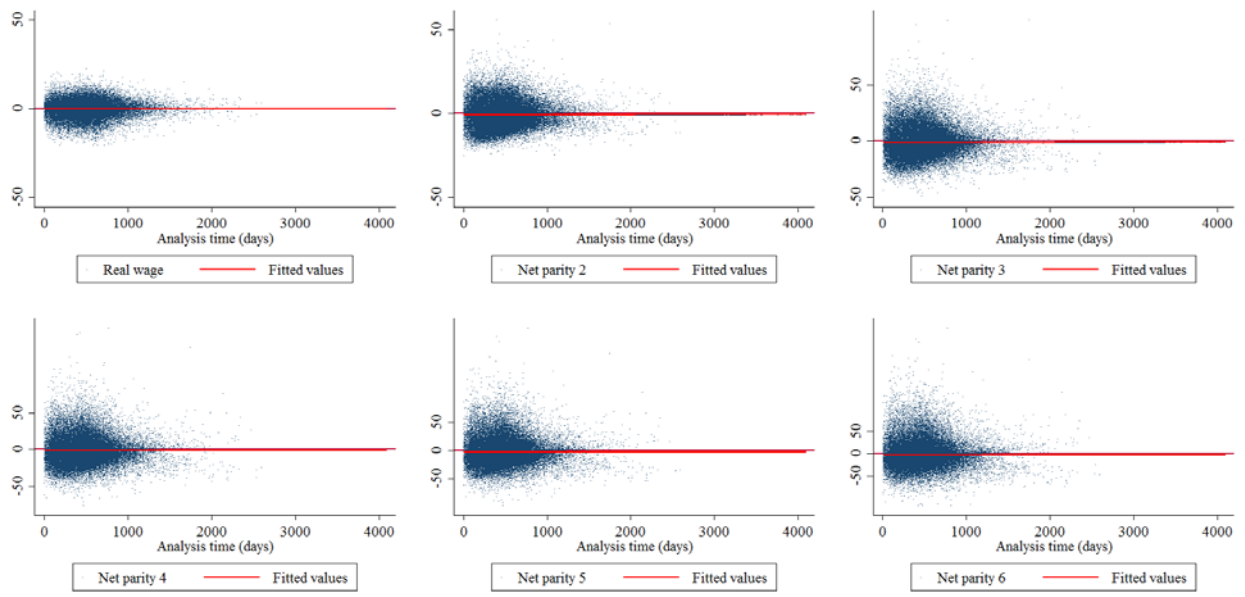 50
0
-50
0 1000 2000 3000 4000
Analysis time (days)
Real wage Fitted values
50
0
-50
0 1000 2000 3000 4000
Analysis time (days)
Net parity 2 Fitted values
50
0
-50
0 1000 2000 3000 4000
Analysis time (days)
Net parity 3 Fitted values
50
0
-50
0 1000 2000 3000 4000
Analysis time (days)
Net parity 4 Fitted values
50
0
-50
0 1000 2000 3000 4000
Analysis time (days)
Net parity 5 Fitted values
50
0
-50
0 1000 2000 3000 4000
Analysis time (days)
Net parity 6 Fitted values